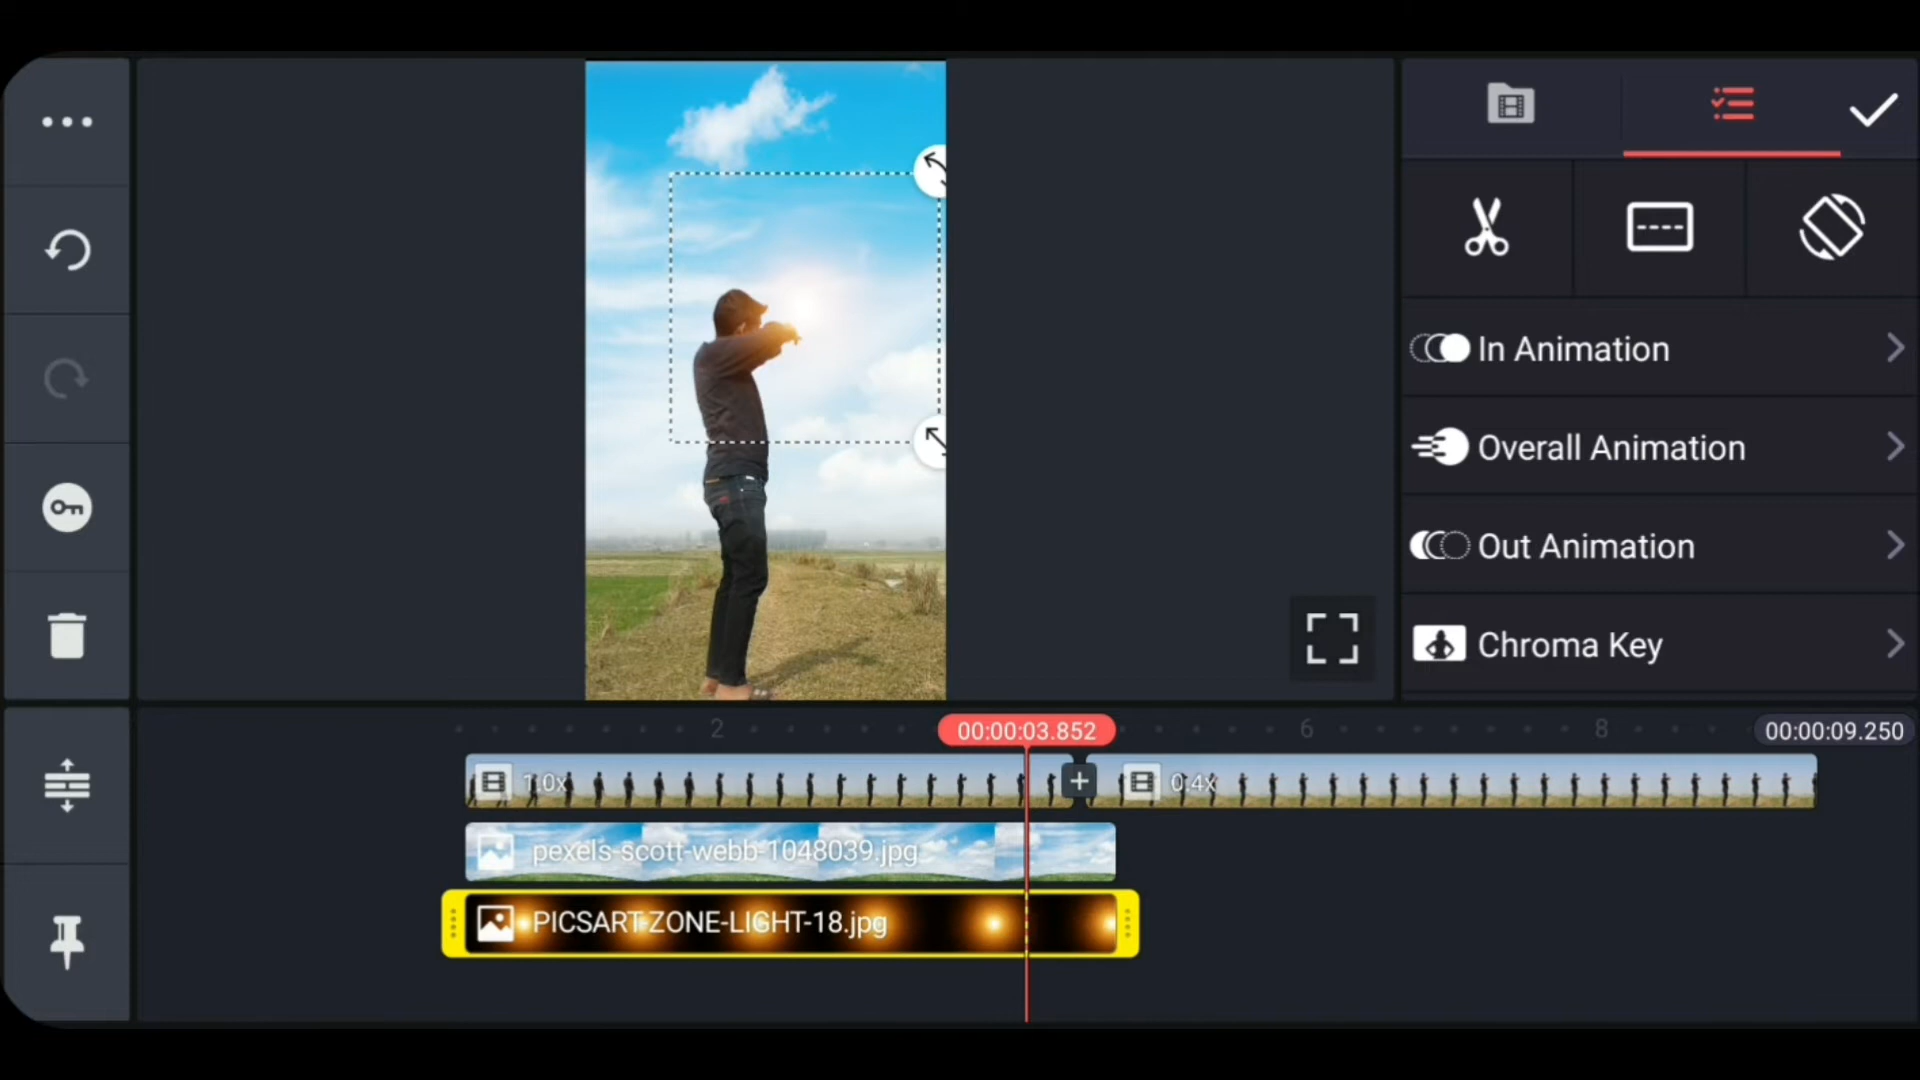 In Animation
Overall Animation
Out Animation
Chroma Key
2
00:00:03.852
6
8
00:00:09.250
1.0x
0.4x
pexels-scott-webb-1048039.jpg
PICSART-ZONE-LIGHT-18.jpg